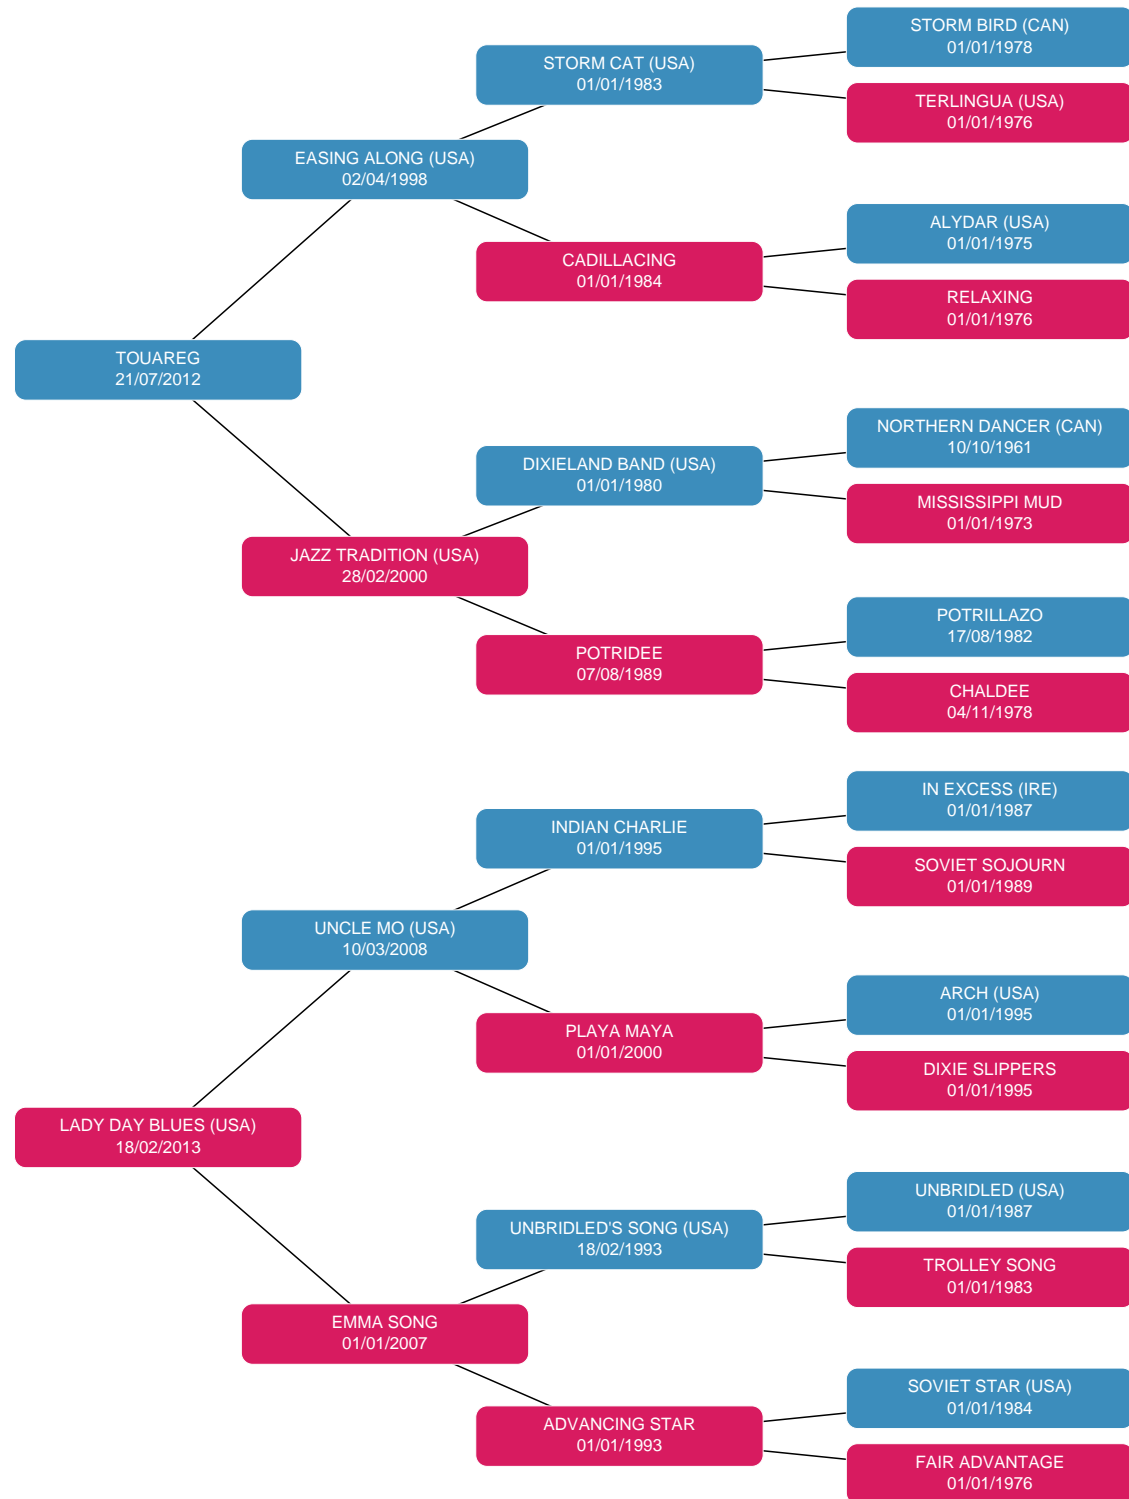 STORM BIRD (CAN)
01/01/1978
STORM CAT (USA)
01/01/1983
TERLINGUA (USA)
01/01/1976
EASING ALONG (USA)
02/04/1998
ALYDAR (USA)
01/01/1975
CADILLACING
01/01/1984
RELAXING
01/01/1976
TOUAREG
21/07/2012
NORTHERN DANCER (CAN)
10/10/1961
DIXIELAND BAND (USA)
01/01/1980
MISSISSIPPI MUD
01/01/1973
JAZZ TRADITION (USA)
28/02/2000
POTRILLAZO
17/08/1982
POTRIDEE
07/08/1989
CHALDEE
04/11/1978
IN EXCESS (IRE)
01/01/1987
INDIAN CHARLIE
01/01/1995
SOVIET SOJOURN
01/01/1989
UNCLE MO (USA)
10/03/2008
ARCH (USA)
01/01/1995
PLAYA MAYA
01/01/2000
DIXIE SLIPPERS
01/01/1995
LADY DAY BLUES (USA)
18/02/2013
UNBRIDLED (USA)
01/01/1987
UNBRIDLED'S SONG (USA)
18/02/1993
TROLLEY SONG
01/01/1983
EMMA SONG
01/01/2007
SOVIET STAR (USA)
01/01/1984
ADVANCING STAR
01/01/1993
FAIR ADVANTAGE
01/01/1976